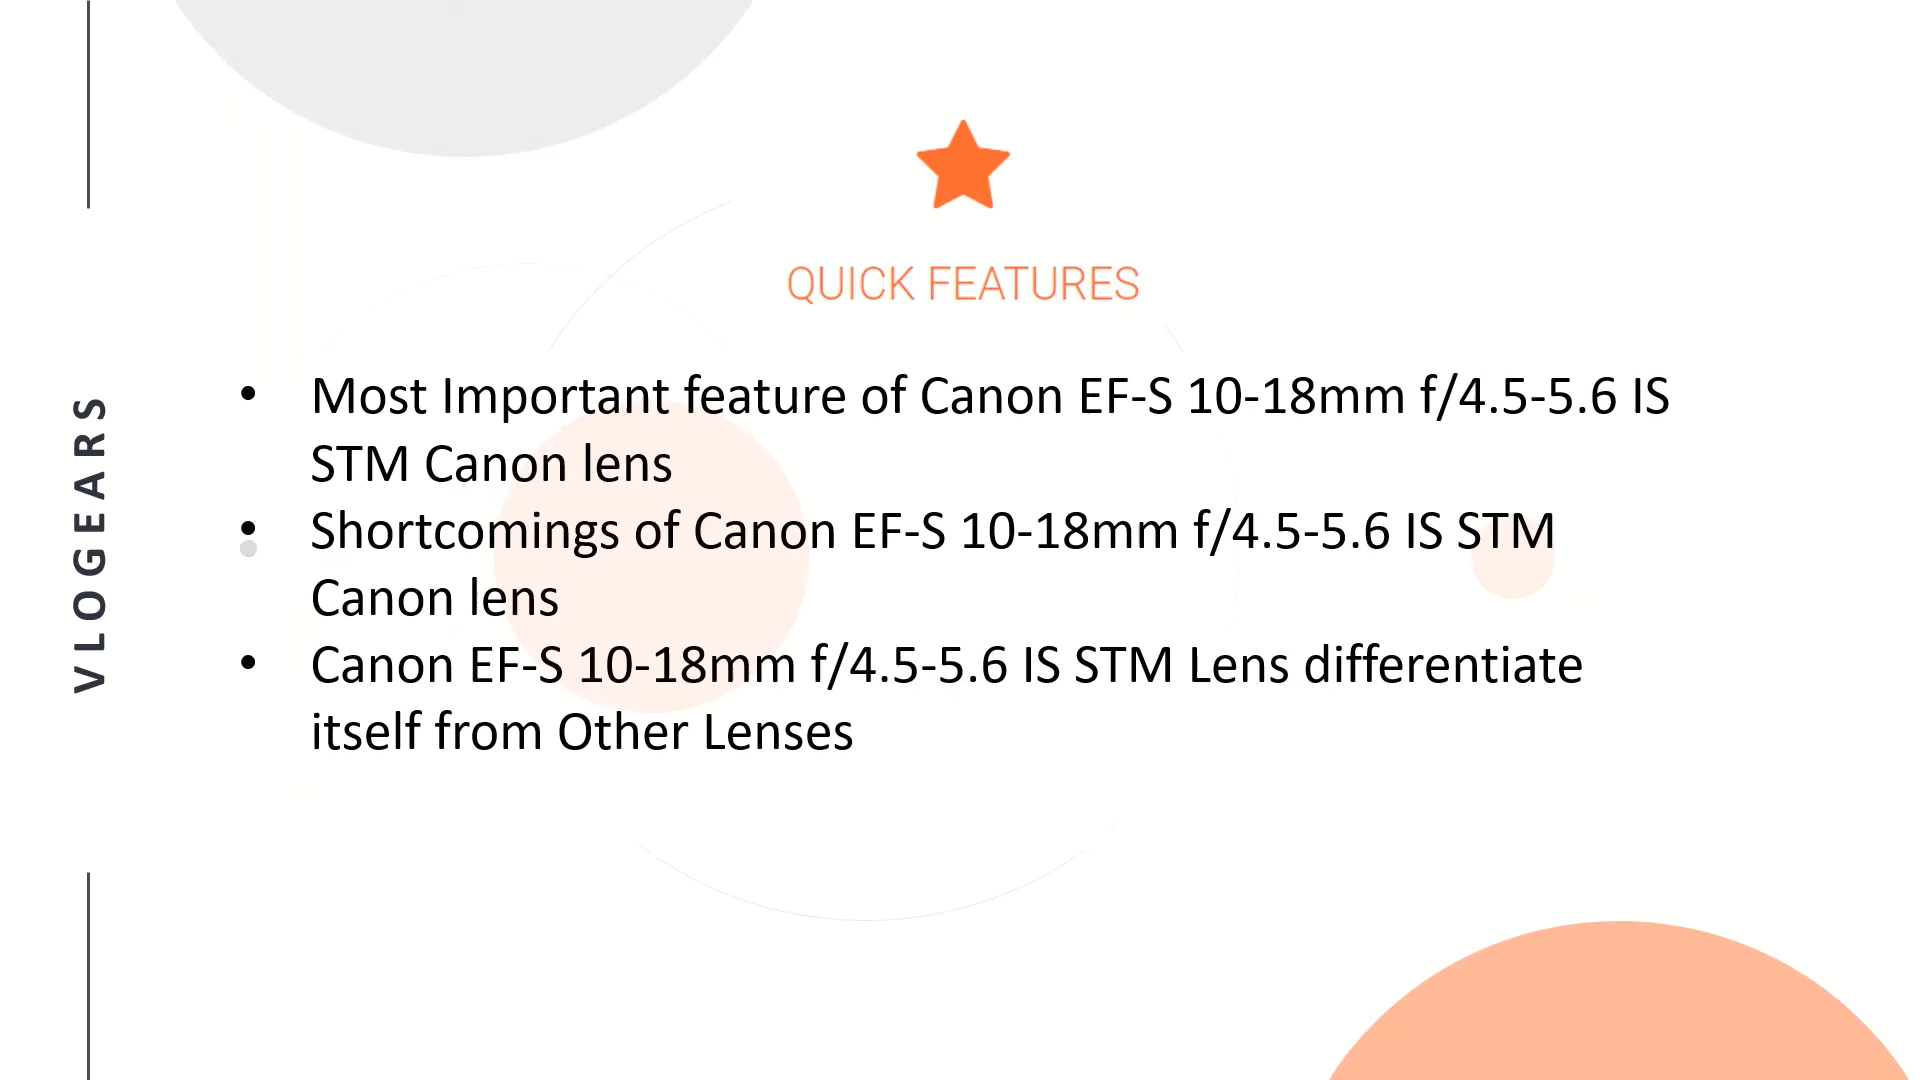 QUICK FEATURES
• Most Important feature of Canon EF-S 10-18mm f/4.5-5.6 IS
STM Canon lens
• Shortcomings of Canon EF-S 10-18mm f/4.5-5.6 IS STM
Canon lens
• Canon EF-S 10-18mm f/4.5-5.6 IS STM Lens differentiate
itself from Other Lenses
VLOGEARS